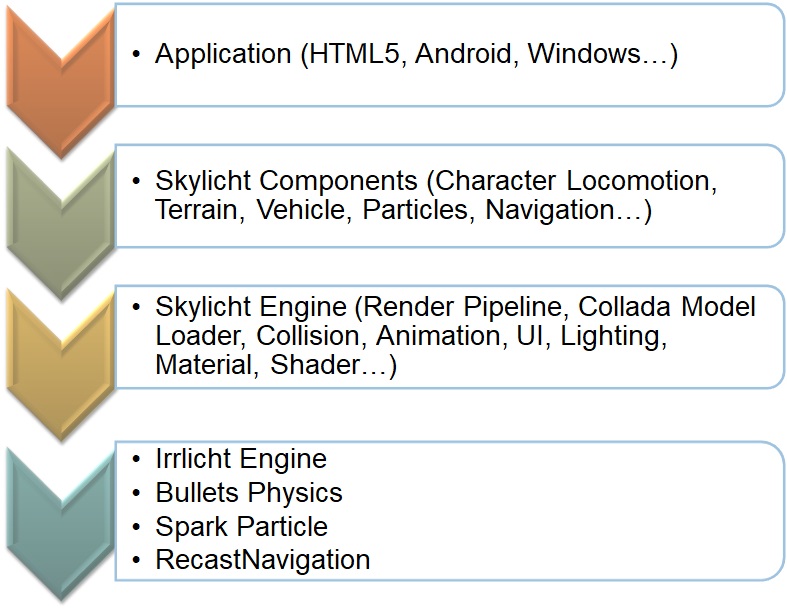 • Application (HTML5, Android, Windows…)
• Skylicht Components (Character Locomotion,
Terrain, Vehicle, Particles, Navigation…)
• Skylicht Engine (Render Pipeline, Collada Model
Loader, Collision, Animation, UI, Lighting,
Material, Shader…)
• Irrlicht Engine
• Bullets Physics
• Spark Particle
• RecastNavigation